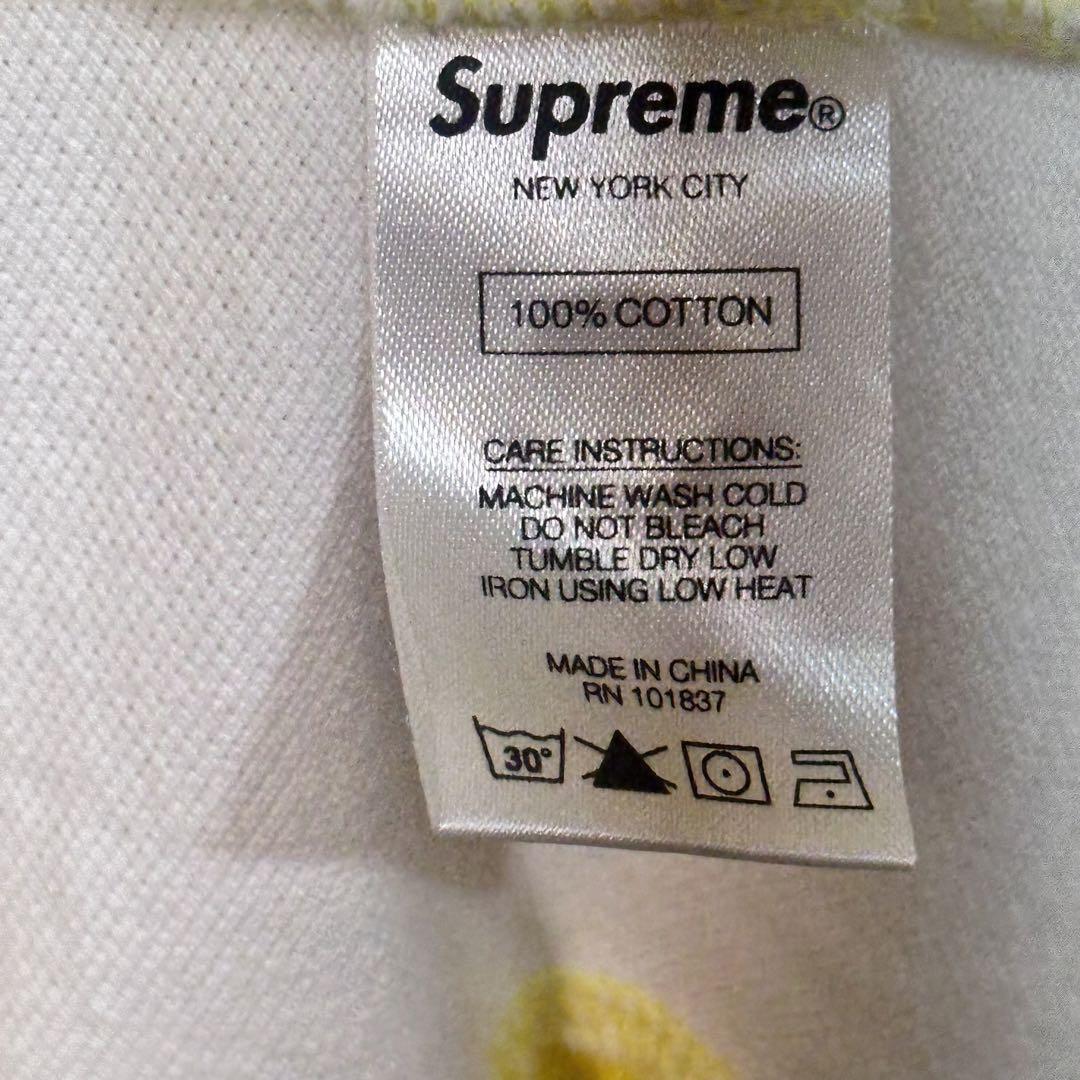 Supreme®
NEW YORK CITY
100% COTTON
CARE INSTRUCTIONS:
MACHINE WASH COLD
DO NOT BLEACH
TUMBLE DRY LOW
IRON USING LOW HEAT
MADE IN CHINA
RN 101837
30°